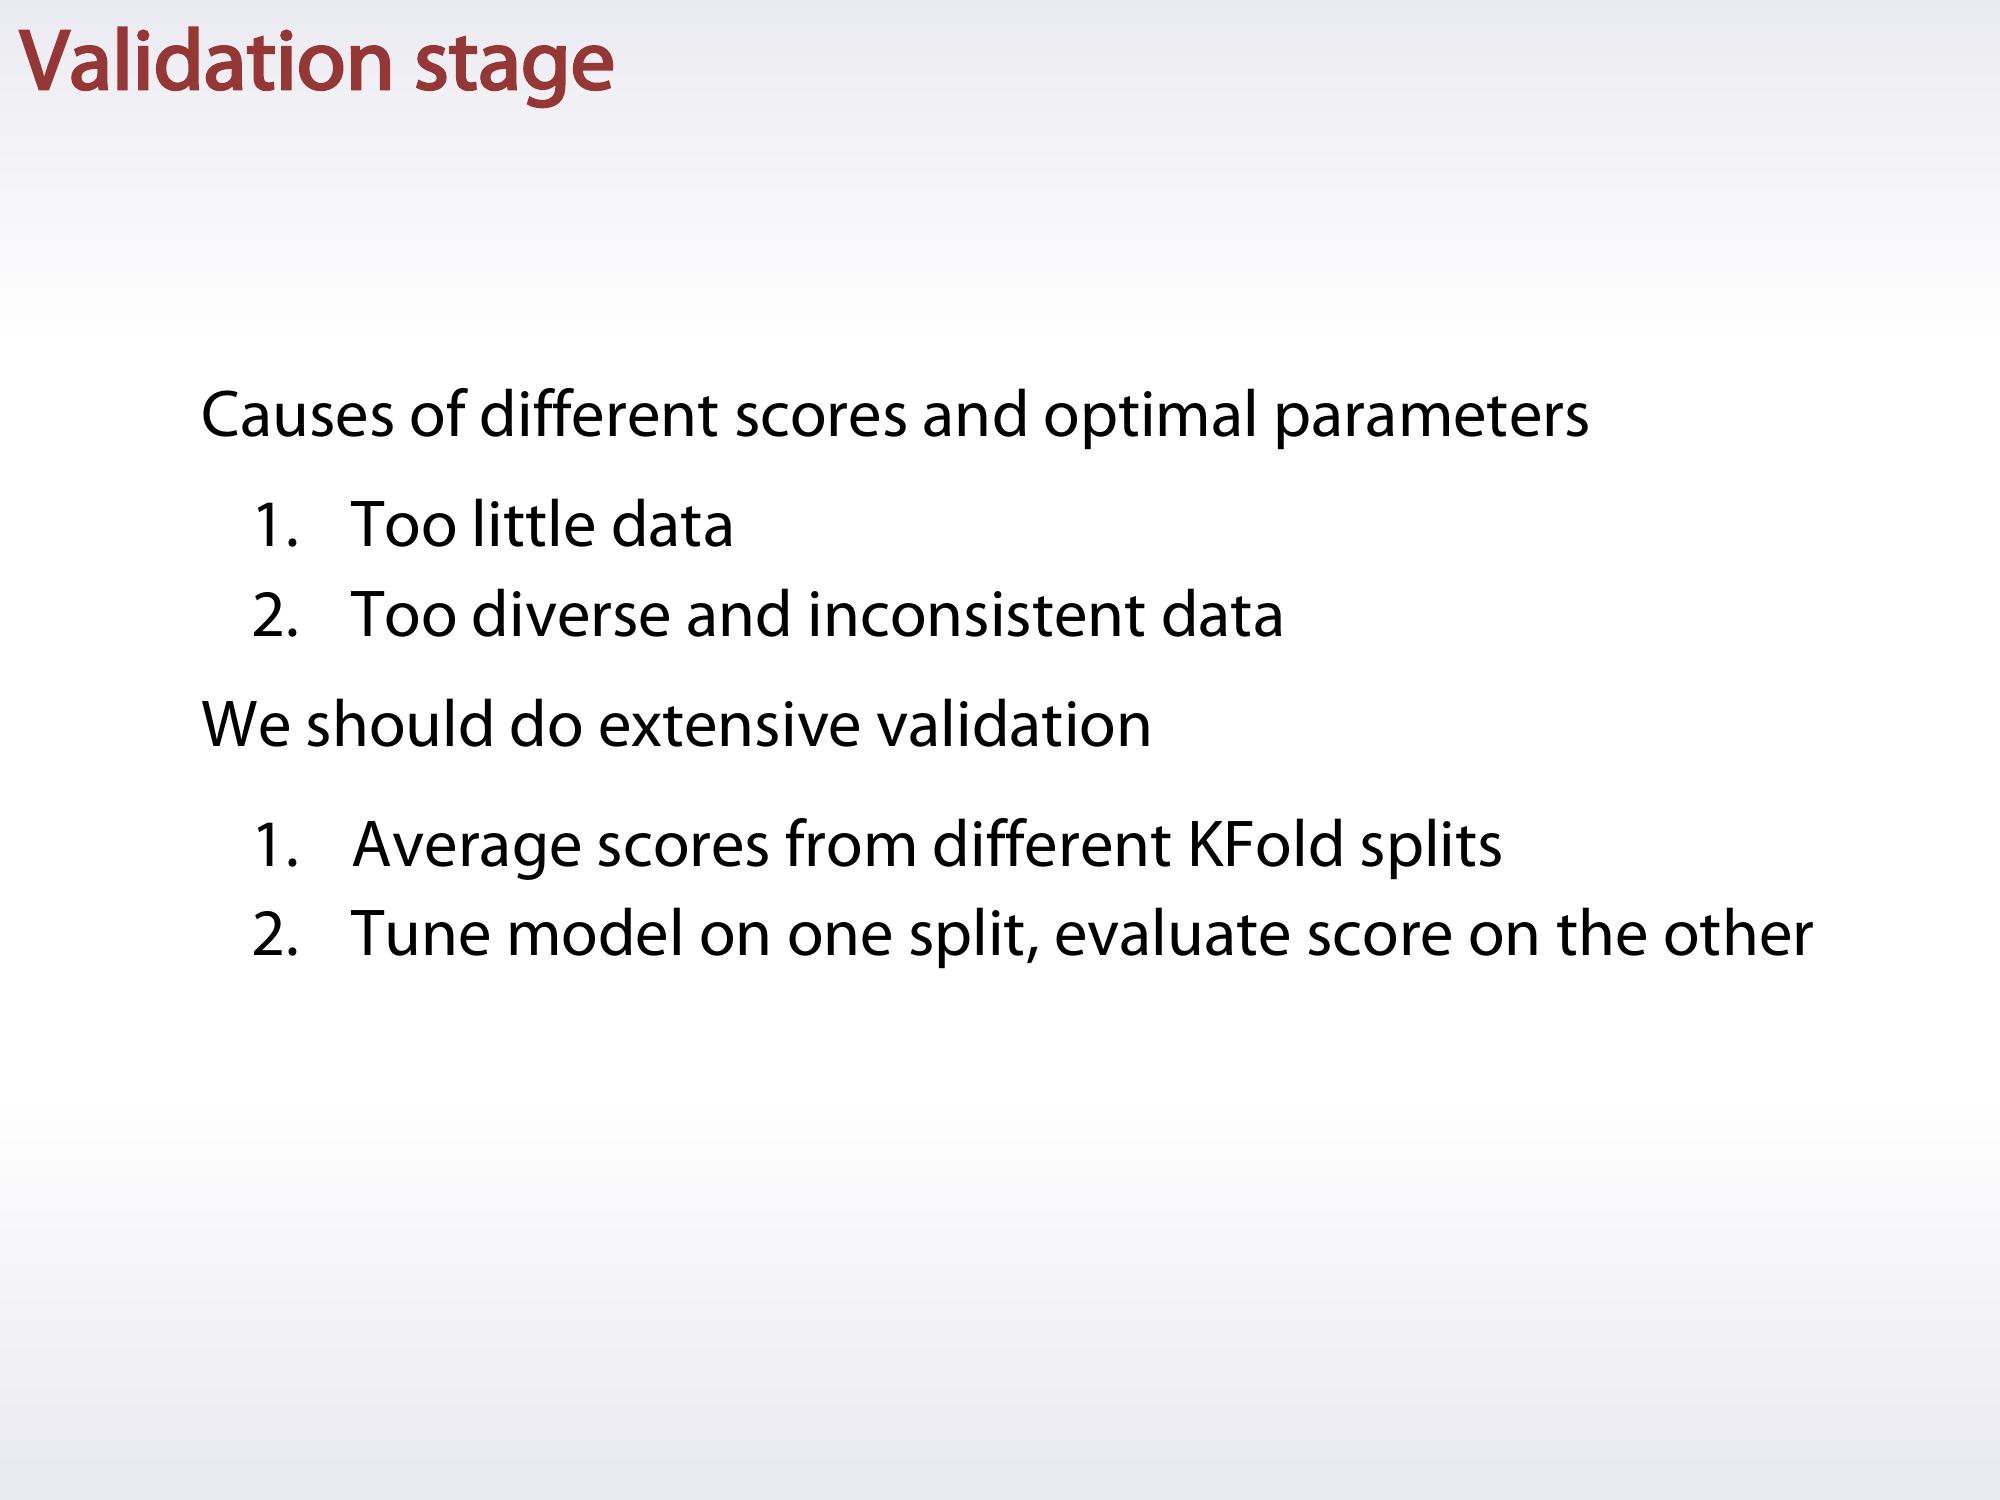 Validation stage
Causes of different scores and optimal parameters
1. Too little data
2. Too diverse and inconsistent data
We should do extensive validation
1. Average scores from different KFold splits
2. Tune model on one split, evaluate score on the other